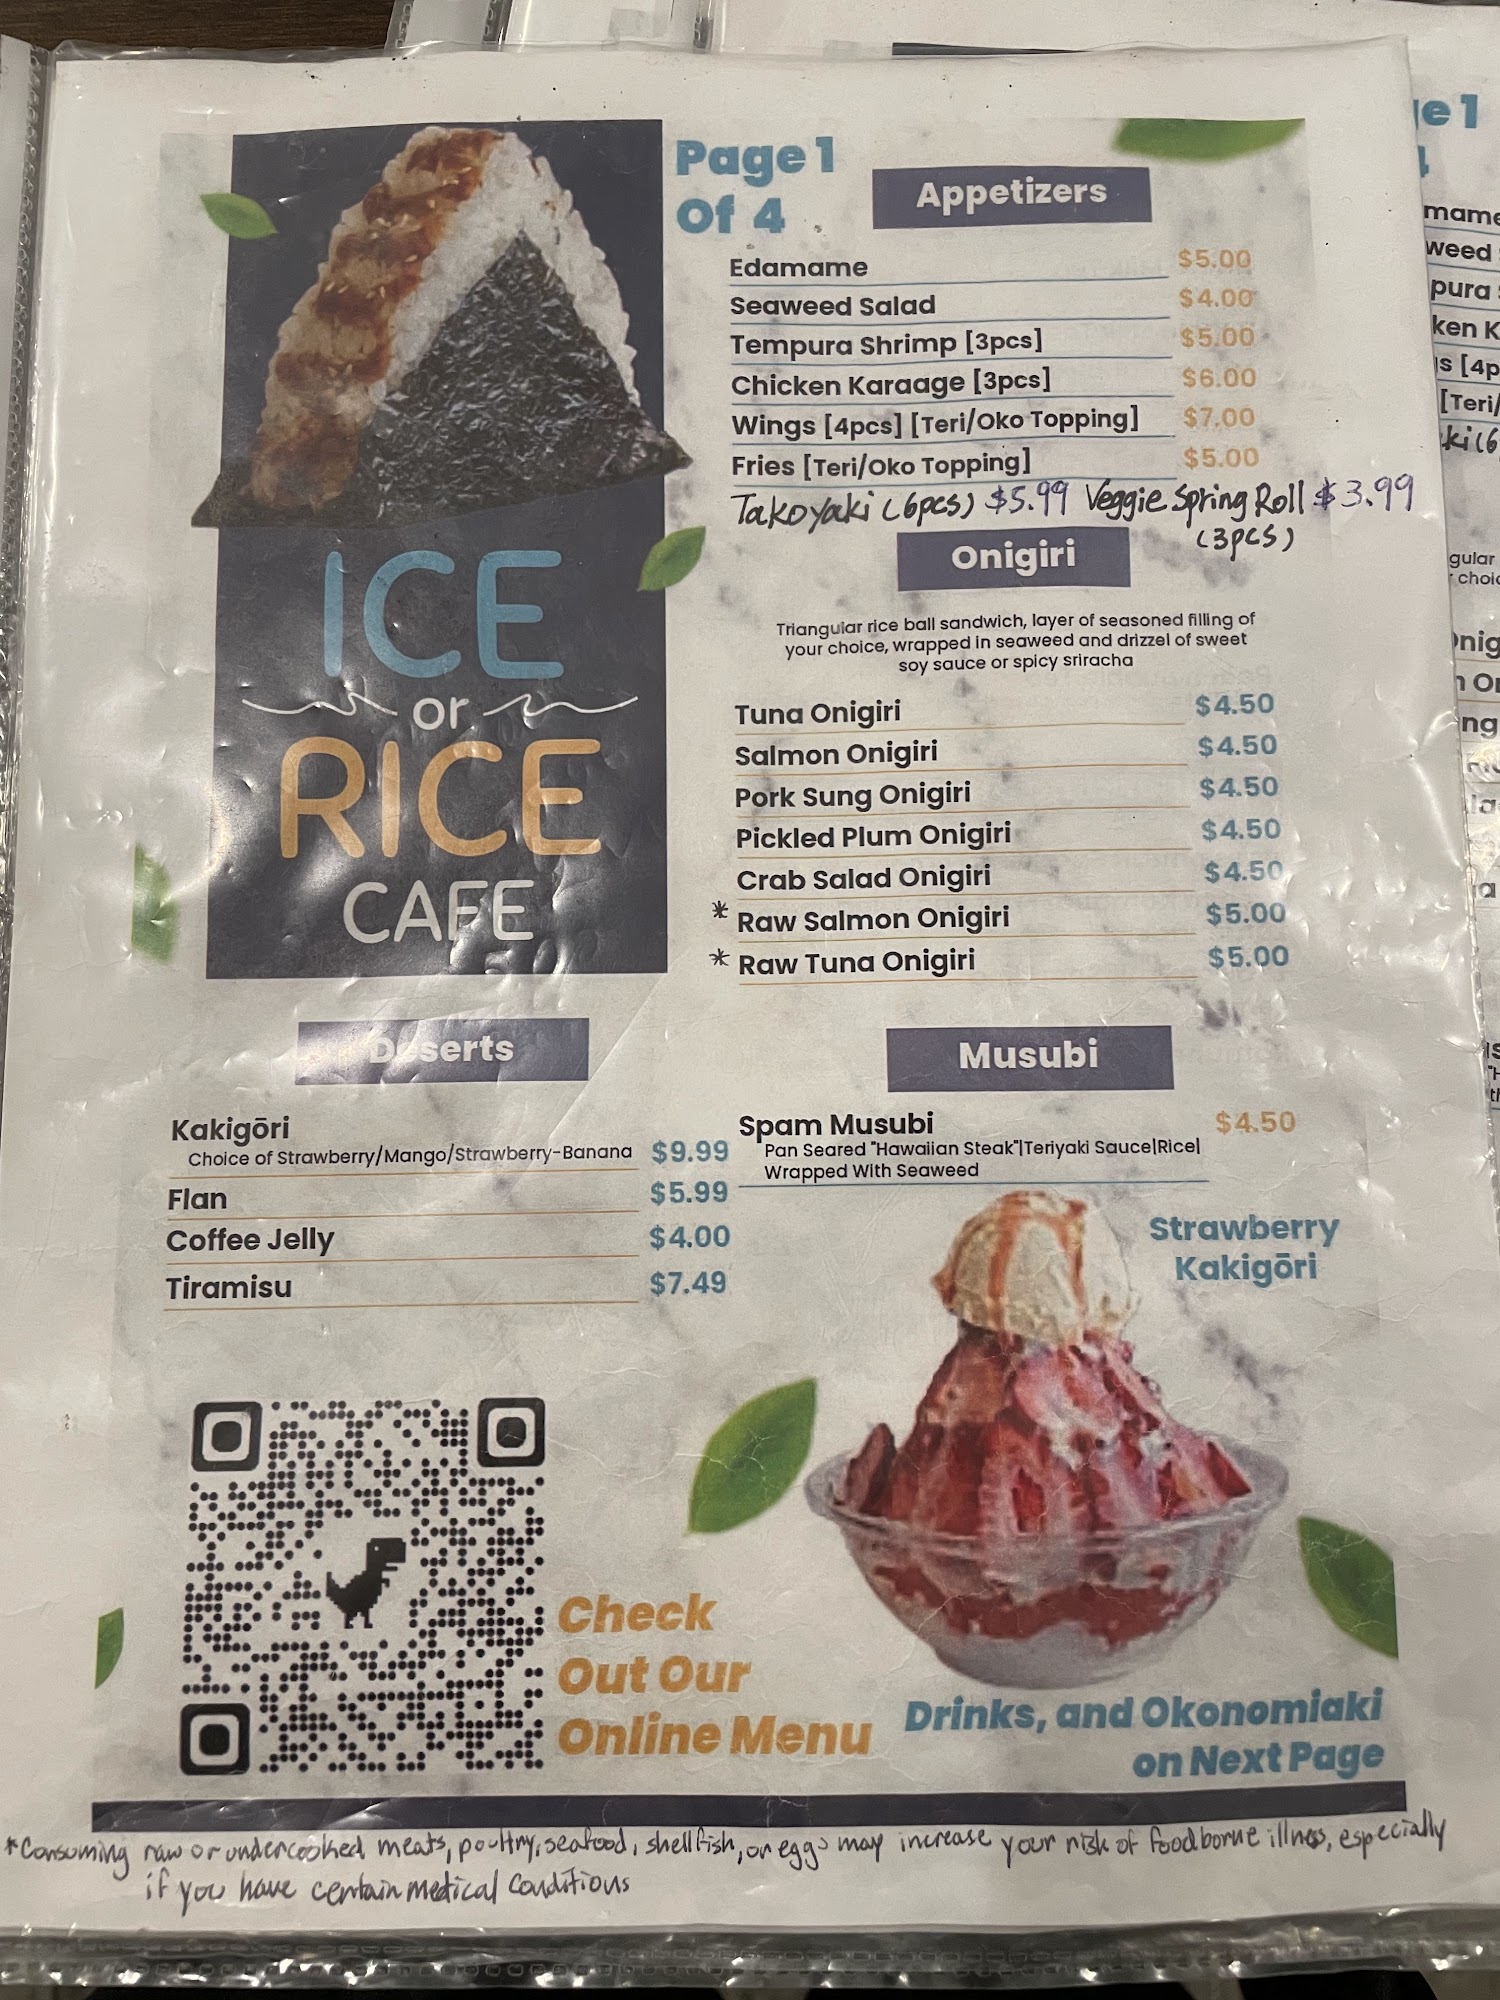 Page 1
Of 4
Appetizers
Edamame $5.00
Seaweed Salad $4.00
Tempura Shrimp [3pcs] $5.00
Chicken Karaage [3pcs] $6.00
Wings [4pcs] [Teri/Oko Topping] $7.00
Fries [Teri/Oko Topping] $5.00
Takoyaki (6pcs) $5.99 Veggie Spring Roll $3.99
(3pcs)
ICE
or
RICE
CAFE
Onigiri
Triangular rice ball sandwich, layer of seasoned filling of
your choice, wrapped in seaweed and drizzel of sweet
soy sauce or spicy sriracha
Tuna Onigiri $4.50
Salmon Onigiri $4.50
Pork Sung Onigiri $4.50
Pickled Plum Onigiri $4.50
Crab Salad Onigiri $4.50
* Raw Salmon Onigiri $5.00
* Raw Tuna Onigiri $5.00
Deserts
Kakigōri
Choice of Strawberry/Mango/Strawberry-Banana $9.99
Flan $5.99
Coffee Jelly $4.00
Tiramisu $7.49
Musubi
Spam Musubi $4.50
Pan Seared "Hawaiian Steak"|Teriyaki Sauce|Rice|
Wrapped With Seaweed
Strawberry
Kakigōri
Check
Out Our
Online Menu
Drinks, and Okonomiaki
on Next Page
*Consuming raw or undercooked meats, poultry, seafood, shellfish, or eggs may increase your risk of foodborne illness, especially
if you have certain medical conditions